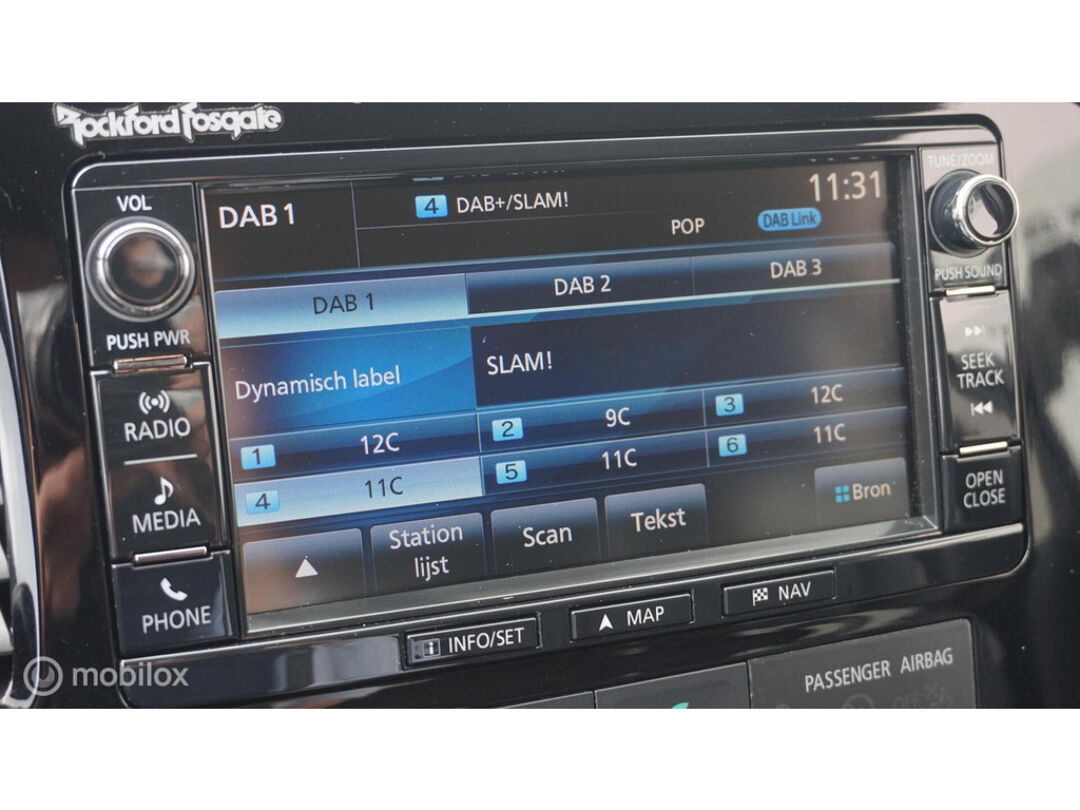 Rockford Fosgate
VOL
TUNE/ZOOM
DAB 1
4 DAB+/SLAM!
11:31
POP
DAB Link
PUSH SOUND
DAB 1
DAB 2
DAB 3
PUSH PWR
Dynamisch label
SLAM!
SEEK
TRACK
RADIO
1 12C
2 9C
3 12C
4 11C
5 11C
6 11C
MEDIA
Station
lijst
Scan
Tekst
Bron
OPEN
CLOSE
PHONE
i INFO/SET
MAP
NAV
PASSENGER AIRBAG
OFF
mobilox